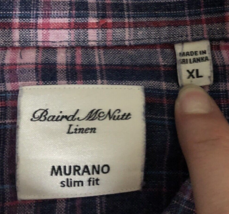 MADE IN
SRI LANKA
XL
Baird McNutt
Linen
MURANO
slim fit